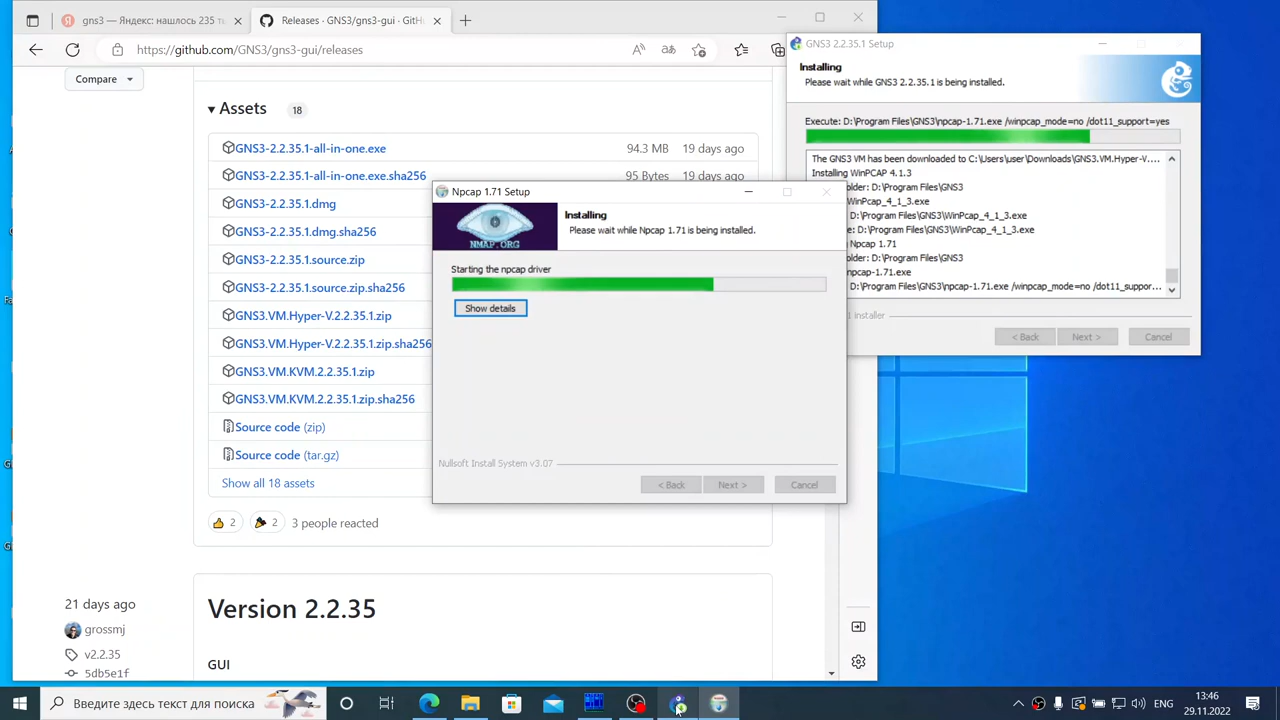 gns3 — Яндекс: нашлось 235 т
Releases · GNS3/gns3-gui · GitH
https://github.com/GNS3/gns3-gui/releases
Compare
Assets 18
GNS3-2.2.35.1-all-in-one.exe 94.3 MB 19 days ago
GNS3-2.2.35.1-all-in-one.exe.sha256 95 Bytes 19 days ago
GNS3-2.2.35.1.dmg
GNS3-2.2.35.1.dmg.sha256
GNS3-2.2.35.1.source.zip
GNS3-2.2.35.1.source.zip.sha256
GNS3.VM.Hyper-V.2.2.35.1.zip
GNS3.VM.Hyper-V.2.2.35.1.zip.sha256
GNS3.VM.KVM.2.2.35.1.zip
GNS3.VM.KVM.2.2.35.1.zip.sha256
Source code (zip)
Source code (tar.gz)
Show all 18 assets
2 2 3 people reacted
21 days ago
grossmj
v2.2.35
5db5e1f
Version 2.2.35
GUI
GNS3 2.2.35.1 Setup
Installing
Please wait while GNS3 2.2.35.1 is being installed.
Execute: D:\Program Files\GNS3\npcap-1.71.exe /winpcap_mode=no /dot11_support=yes
The GNS3 VM has been downloaded to C:\Users\user\Downloads\GNS3.VM.Hyper-V....
Installing WinPCAP 4.1.3
older: D:\Program Files\GNS3
WinPcap_4_1_3.exe
D:\Program Files\GNS3\WinPcap_4_1_3.exe
e: D:\Program Files\GNS3\WinPcap_4_1_3.exe
Npcap 1.71
older: D:\Program Files\GNS3
npcap-1.71.exe
D:\Program Files\GNS3\npcap-1.71.exe /winpcap_mode=no /dot11_suppor...
1 installer
< Back Next > Cancel
Npcap 1.71 Setup
NMAP.ORG
Installing
Please wait while Npcap 1.71 is being installed.
Starting the npcap driver
Show details
Nullsoft Install System v3.07
< Back Next > Cancel
Введите здесь текст для поиска
ENG
13:46
29.11.2022